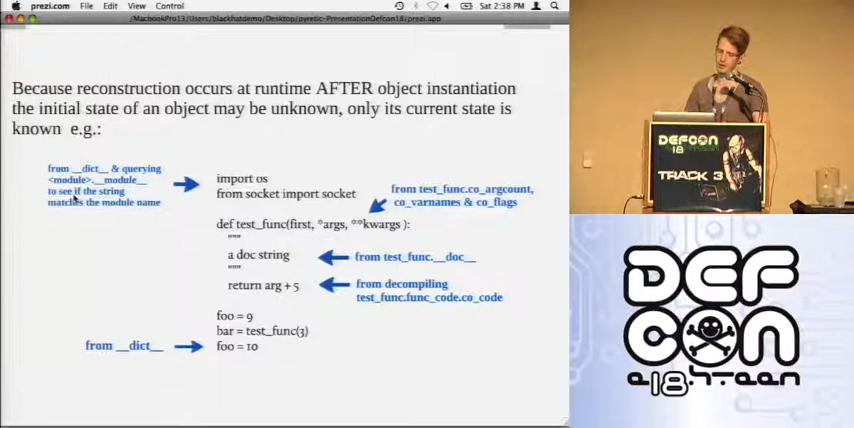 prezi.com File Edit View Control
Sat 2:38 PM
/MacbookPro13/Users/blackhatdemo/Desktop/pyretic-PresentationDefcon18/prezi.app
Because reconstruction occurs at runtime AFTER object instantiation
the initial state of an object may be unknown, only its current state is
known e.g.:
from __dict__ & querying
<module>.__module__
to see if the string
matches the module name
import os
from socket import socket
from test_func.co_argcount,
co_varnames & co_flags
def test_func(first, *args, **kwargs ):
"""
a doc string
"""
from test_func.__doc__
return arg + 5
from decompiling
test_func.func_code.co_code
foo = 9
bar = test_func(3)
foo = 10
from __dict__
DEFCON
18
TRACK 3
DEF
CON
18